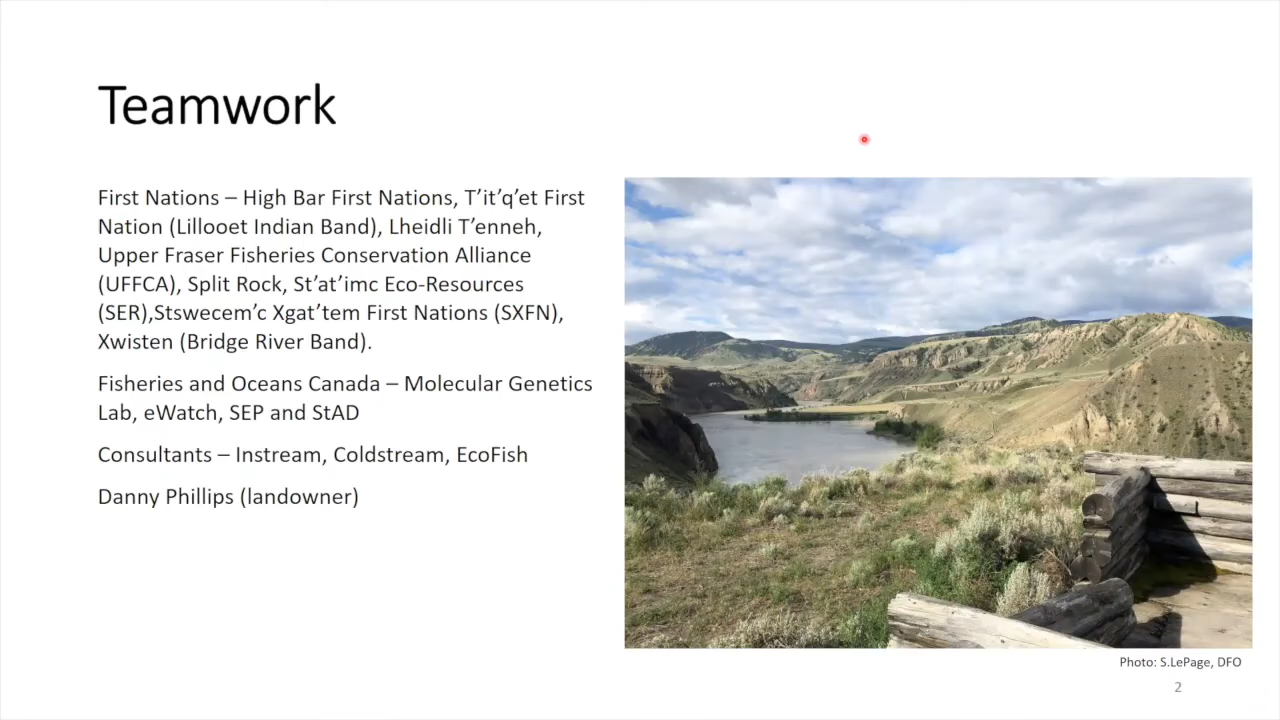 Teamwork
First Nations – High Bar First Nations, T’it’q’et First
Nation (Lillooet Indian Band), Lheidli T’enneh,
Upper Fraser Fisheries Conservation Alliance
(UFFCA), Split Rock, St’at’imc Eco-Resources
(SER),Stswecem’c Xgat’tem First Nations (SXFN),
Xwisten (Bridge River Band).
Fisheries and Oceans Canada – Molecular Genetics
Lab, eWatch, SEP and StAD
Consultants – Instream, Coldstream, EcoFish
Danny Phillips (landowner)
Photo: S.LePage, DFO
2